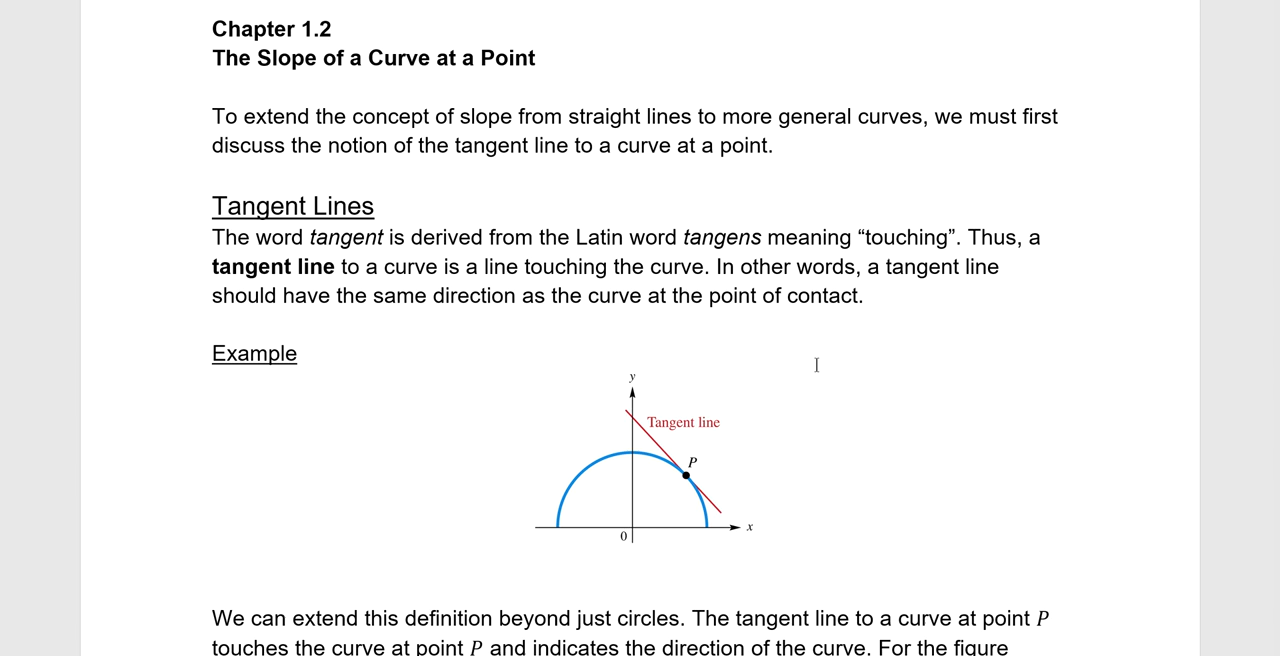 Chapter 1.2
The Slope of a Curve at a Point
To extend the concept of slope from straight lines to more general curves, we must first
discuss the notion of the tangent line to a curve at a point.
Tangent Lines
The word tangent is derived from the Latin word tangens meaning “touching”. Thus, a
tangent line to a curve is a line touching the curve. In other words, a tangent line
should have the same direction as the curve at the point of contact.
Example
y
Tangent line
P
x
0
We can extend this definition beyond just circles. The tangent line to a curve at point P
touches the curve at point P and indicates the direction of the curve. For the figure